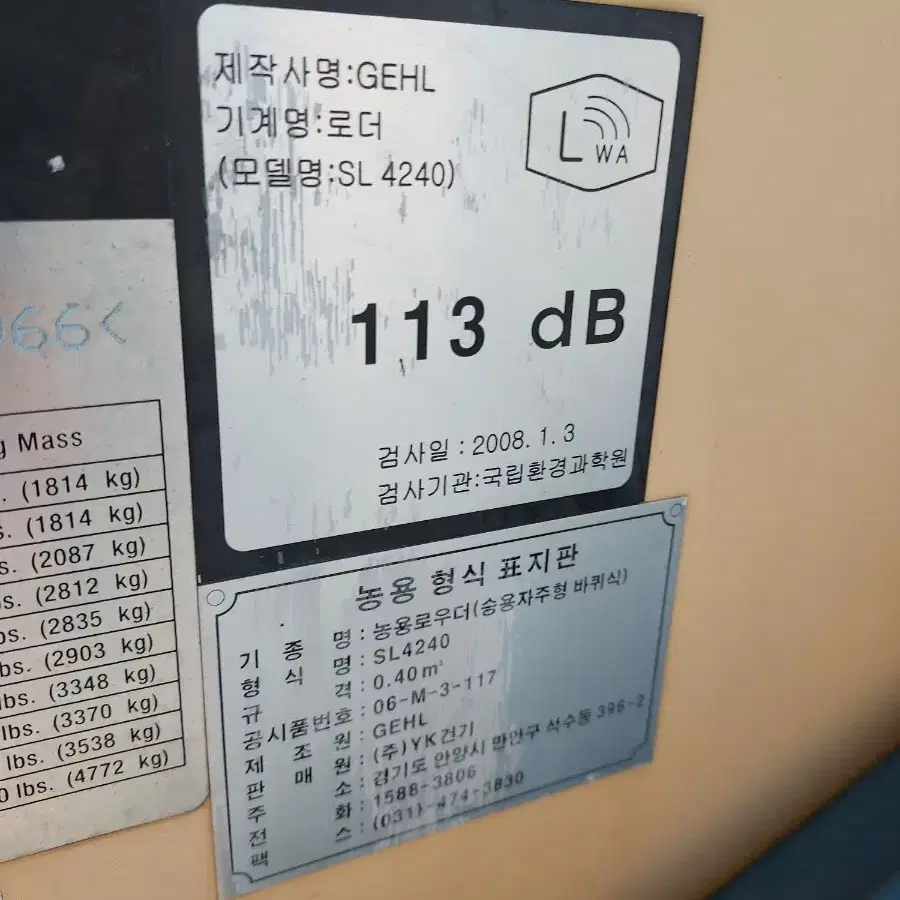 제작사명:GEHL
기계명:로더
(모델명:SL 4240)
L WA
113 dB
검사일 : 2008. 1. 3
검사기관:국립환경과학원
66<
Mass
(1814 kg)
(1814 kg)
(2087 kg)
(2812 kg)
(2835 kg)
lbs. (2903 kg)
lbs. (3348 kg)
lbs. (3370 kg)
lbs. (3538 kg)
0 lbs. (4772 kg)
농용 형식 표지판
기 종 명 : 농용로우더(승용자주형 바퀴식)
형 식 명 : SL4240
규 격 : 0.40m³
공시품번호 : 06-M-3-117
제 조 원 : GEHL
판 매 원 : (주)YK건기
주 소 : 경기도 안양시 만안구 석수동 396-2
전 화 : 1588-3806
팩 스 : (031)-474-3830